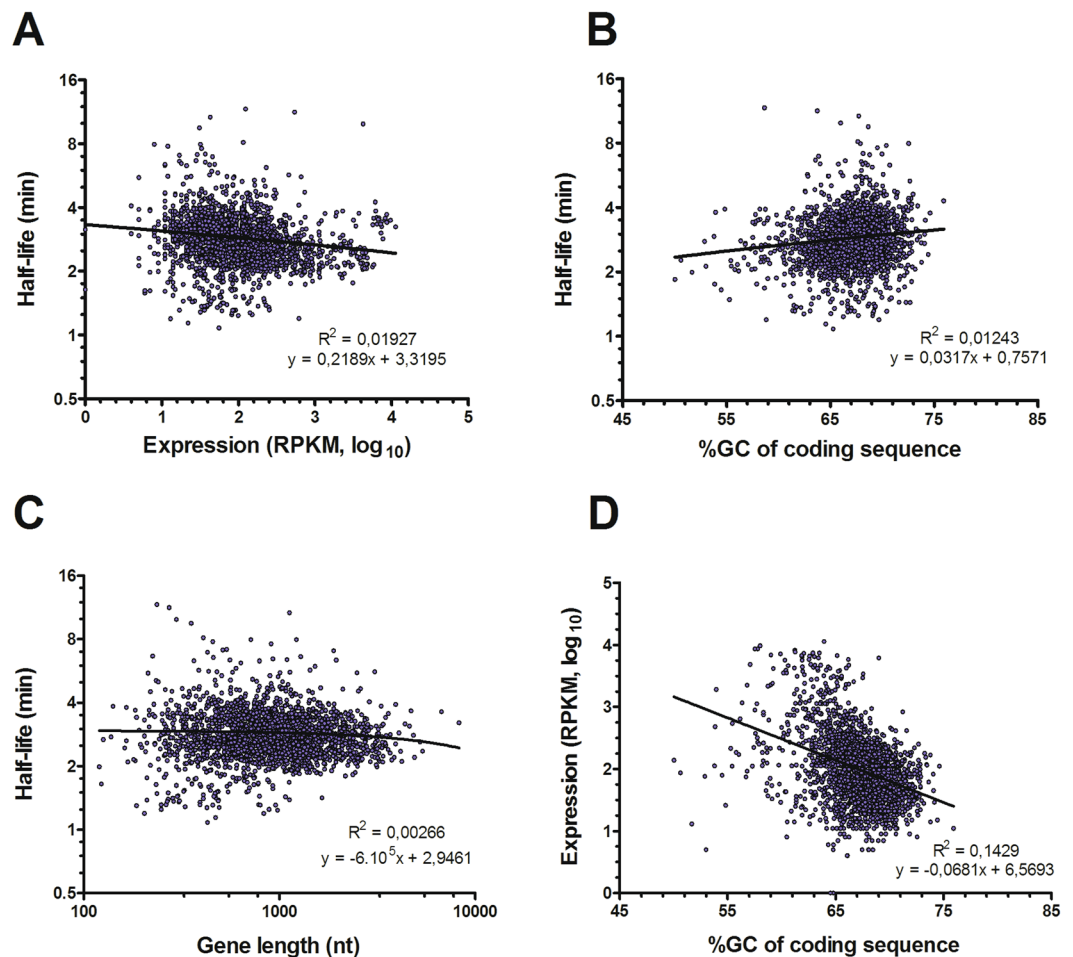 A
16
8
4
2
1
0.5
Half-life (min)
R² = 0,01927
y = 0,2189x + 3,3195
0 1 2 3 4 5
Expression (RPKM, log₁₀)
B
16
8
4
2
1
0.5
Half-life (min)
R² = 0,01243
y = 0,0317x + 0,7571
45 55 65 75 85
%GC of coding sequence
C
16
8
4
2
1
0.5
Half-life (min)
R² = 0,00266
y = -6.10⁵x + 2,9461
100 1000 10000
Gene length (nt)
D
5
4
3
2
1
0
Expression (RPKM, log₁₀)
R² = 0,1429
y = -0,0681x + 6,5693
45 55 65 75 85
%GC of coding sequence